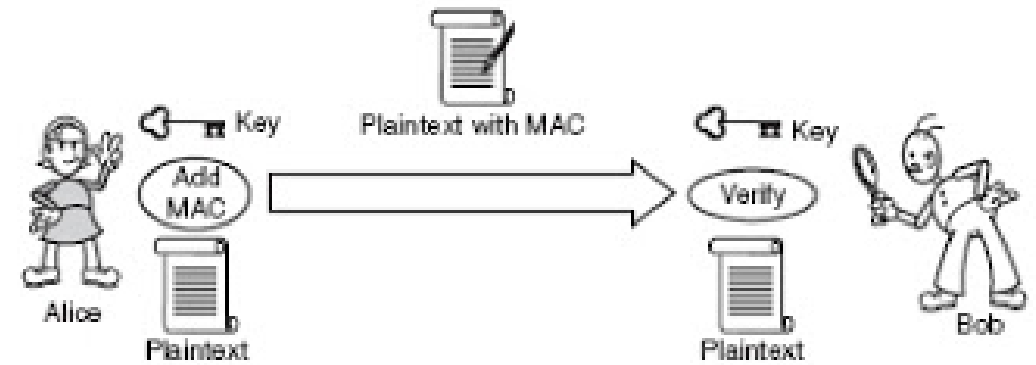 Key
Plaintext with MAC
Key
Add
MAC
Verify
Alice
Plaintext
Plaintext
Bob